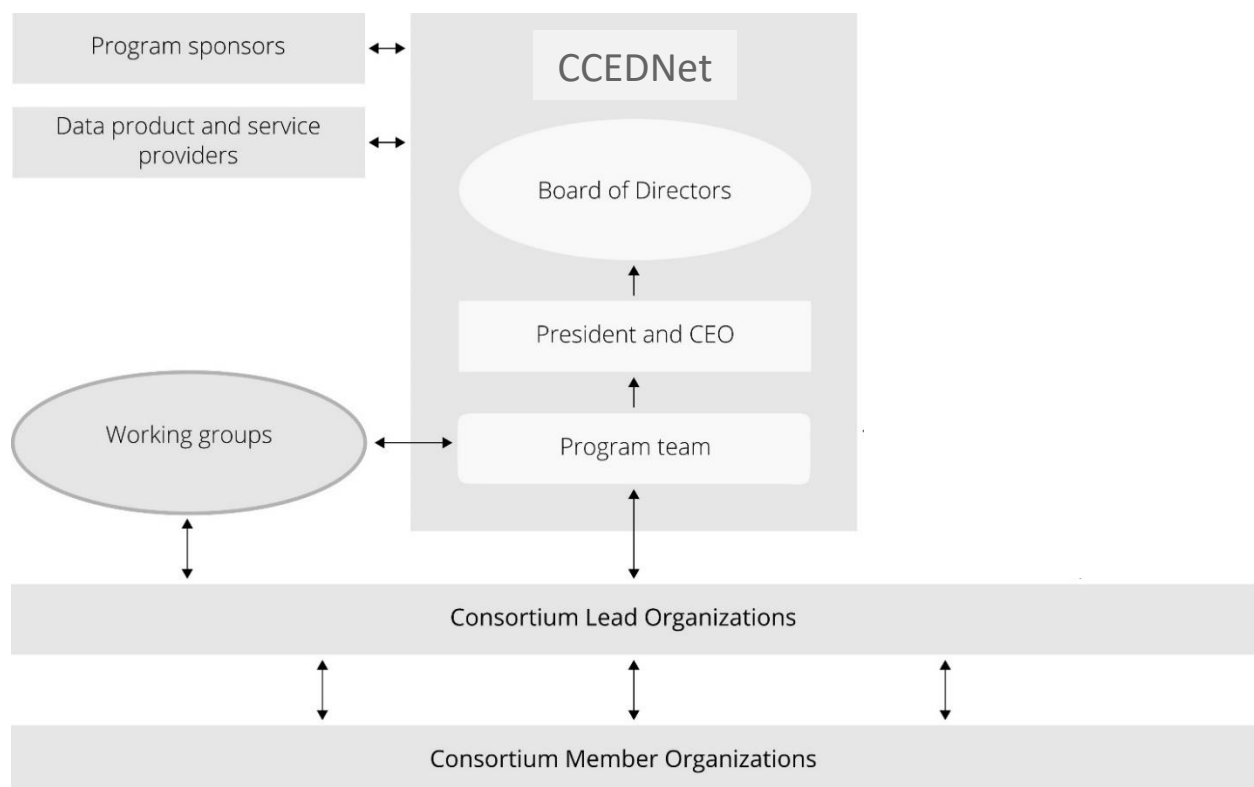 Program sponsors
CCEDNet
Data product and service
providers
Board of Directors
President and CEO
Working groups
Program team
Consortium Lead Organizations
Consortium Member Organizations